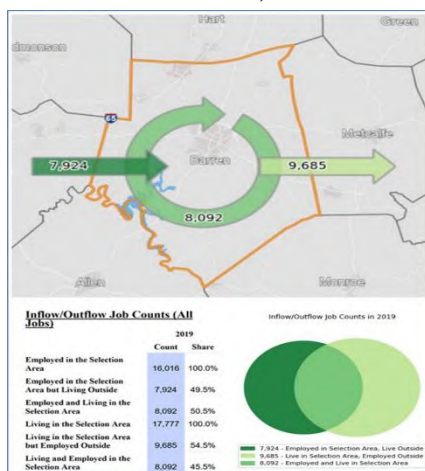 Hart
Green
dmonson
65
Metcalfe
7,924
Barren
9,685
8,092
Allen
Monroe
Inflow/Outflow Job Counts (All
Jobs)
2019
Count Share
Employed in the Selection
Area 16,016 100.0%
Employed in the Selection
Area but Living Outside 7,924 49.5%
Employed and Living in the
Selection Area 8,092 50.5%
Living in the Selection Area 17,777 100.0%
Living in the Selection Area
but Employed Outside 9,685 54.5%
Living and Employed in the
Selection Area 8,092 45.5%
Inflow/Outflow Job Counts in 2019
7,924 - Employed in Selection Area, Live Outside
9,685 - Live in Selection Area, Employed Outside
8,092 - Employed and Live in Selection Area